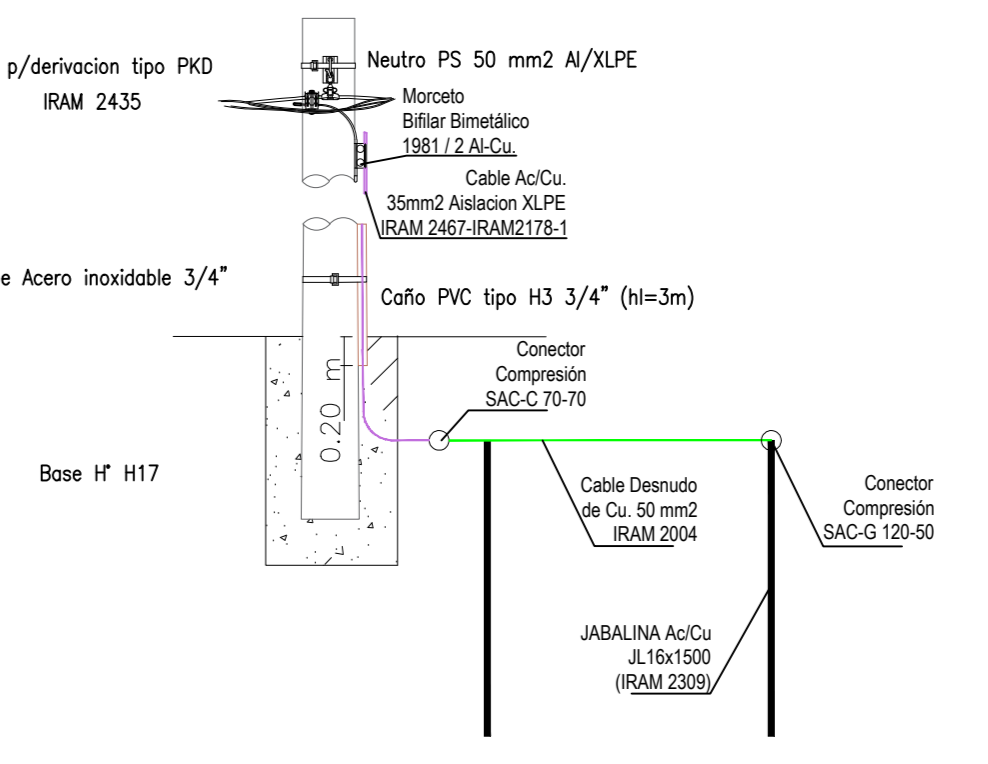 p/derivacion tipo PKD
IRAM 2435
Neutro PS 50 mm2 Al/XLPE
Morceto
Bifilar Bimetálico
1981 / 2 Al-Cu.
Cable Ac/Cu.
35mm2 Aislacion XLPE
IRAM 2467-IRAM2178-1
e Acero inoxidable 3/4"
Caño PVC tipo H3 3/4" (hl=3m)
0.20 m
Conector
Compresión
SAC-C 70-70
Base H° H17
Cable Desnudo
de Cu. 50 mm2
IRAM 2004
Conector
Compresión
SAC-G 120-50
JABALINA Ac/Cu
JL16x1500
(IRAM 2309)